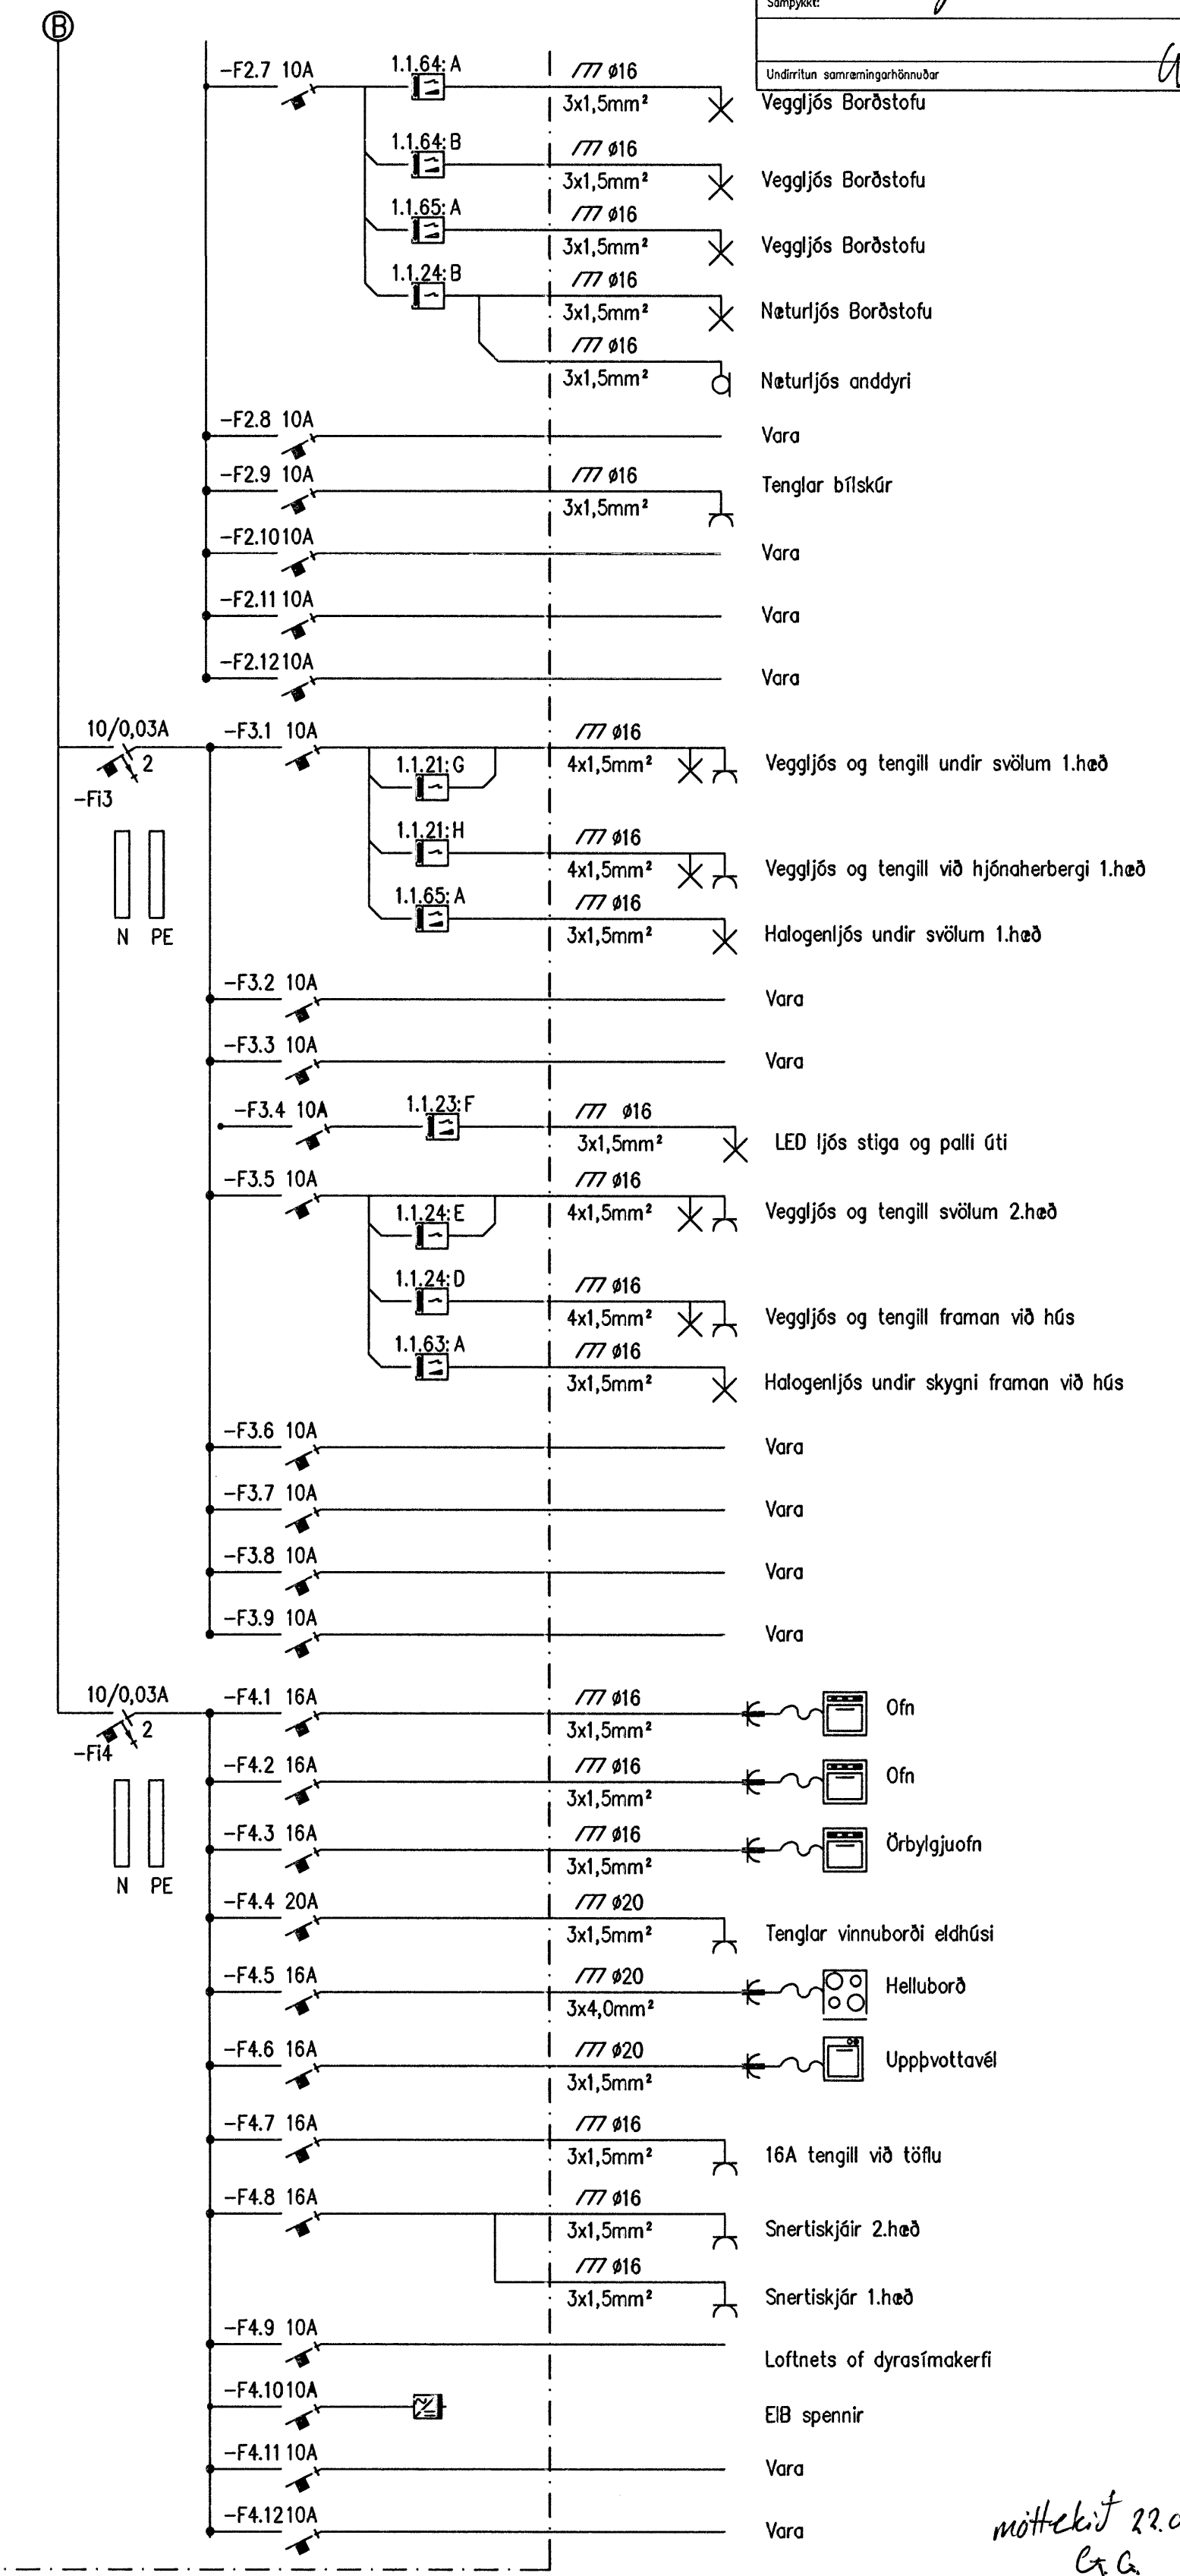 B
Samþykkt:
Undirritun samræmingarhönnuðar
-F2.7 10A 1.1.64:A ø16
3x1,5mm² Veggljós Borðstofu
1.1.64:B ø16
3x1,5mm² Veggljós Borðstofu
1.1.65:A ø16
3x1,5mm² Veggljós Borðstofu
1.1.24:B ø16
3x1,5mm² Næturljós Borðstofu
ø16
3x1,5mm² Næturljós anddyri
-F2.8 10A Vara
-F2.9 10A ø16 Tenglar bílskúr
3x1,5mm²
-F2.10 10A Vara
-F2.11 10A Vara
-F2.12 10A Vara
10/0,03A -F3.1 10A ø16
2 1.1.21:G 4x1,5mm² Veggljós og tengill undir svölum 1.hæð
-Fi3
1.1.21:H ø16
4x1,5mm² Veggljós og tengill við hjónaherbergi 1.hæð
1.1.65:A ø16
N PE 3x1,5mm² Halogenljós undir svölum 1.hæð
-F3.2 10A Vara
-F3.3 10A Vara
-F3.4 10A 1.1.23:F ø16
3x1,5mm² LED ljós stiga og palli úti
-F3.5 10A ø16
1.1.24:E 4x1,5mm² Veggljós og tengill svölum 2.hæð
1.1.24:D ø16
4x1,5mm² Veggljós og tengill framan við hús
1.1.63:A ø16
3x1,5mm² Halogenljós undir skygni framan við hús
-F3.6 10A Vara
-F3.7 10A Vara
-F3.8 10A Vara
-F3.9 10A Vara
10/0,03A -F4.1 16A ø16 Ofn
2 3x1,5mm²
-Fi4
-F4.2 16A ø16 Ofn
3x1,5mm²
-F4.3 16A ø16 Örbylgjuofn
3x1,5mm²
N PE
-F4.4 20A ø20
3x1,5mm² Tenglar vinnuborði eldhúsi
-F4.5 16A ø20 Helluborð
3x4,0mm²
-F4.6 16A ø20 Uppþvottavél
3x1,5mm²
-F4.7 16A ø16
3x1,5mm² 16A tengill við töflu
-F4.8 16A ø16
3x1,5mm² Snertiskjáir 2.hæð
ø16
3x1,5mm² Snertiskjár 1.hæð
-F4.9 10A Loftnets of dyrasímakerfi
-F4.10 10A EIB spennir
-F4.11 10A Vara
-F4.12 10A Vara
móttekið 22.
G.G.